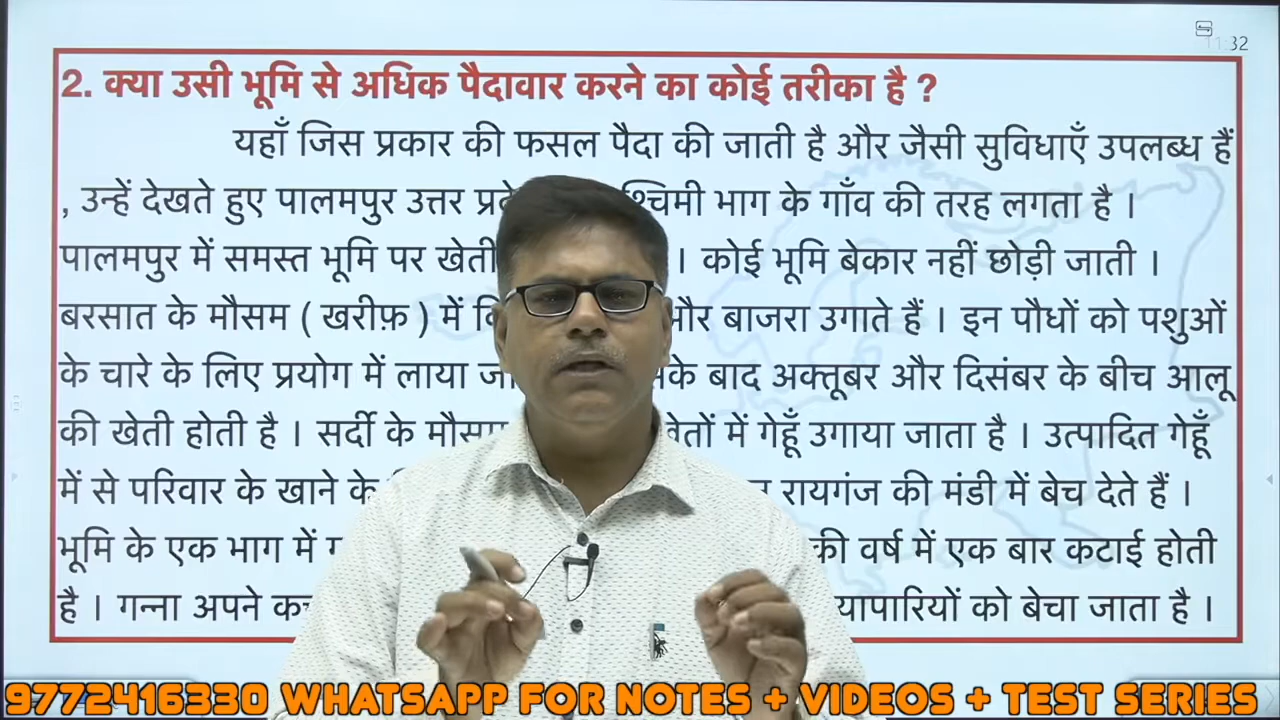 11:32
2. क्या उसी भूमि से अधिक पैदावार करने का कोई तरीका है ?
यहाँ जिस प्रकार की फसल पैदा की जाती है और जैसी सुविधाएँ उपलब्ध हैं
, उन्हें देखते हुए पालमपुर उत्तर भाग के गाँव की तरह लगता है ।
पालमपुर में समस्त भूमि पर खेती । कोई भूमि बेकार नहीं छोड़ी जाती ।
बरसात के मौसम ( खरीफ़ ) में और बाजरा उगाते हैं । इन पौधों को पशुओं
के चारे के लिए प्रयोग में लाया के बाद अक्तूबर और दिसंबर के बीच आलू
की खेती होती है । सर्दी के में गेहूँ उगाया जाता है । उत्पादित गेहूँ
में से परिवार के खाने के रायगंज की मंडी में बेच देते हैं ।
भूमि के एक भाग में की वर्ष में एक बार कटाई होती
है । गन्ना अपने को बेचा जाता है ।
9772416330 WHATSAPP FOR NOTES + VIDEOS + TEST SERIES